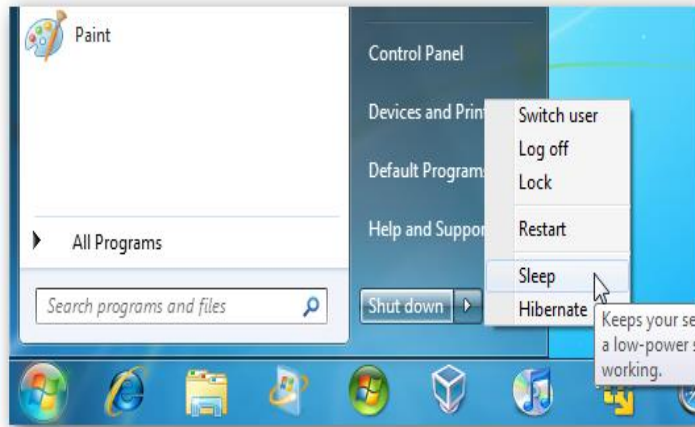 Paint
Control Panel
Devices and Prin
Default Program
Help and Suppor
All Programs
Search programs and files
Shut down
Switch user
Log off
Lock
Restart
Sleep
Hibernate
Keeps your se
a low-power s
working.